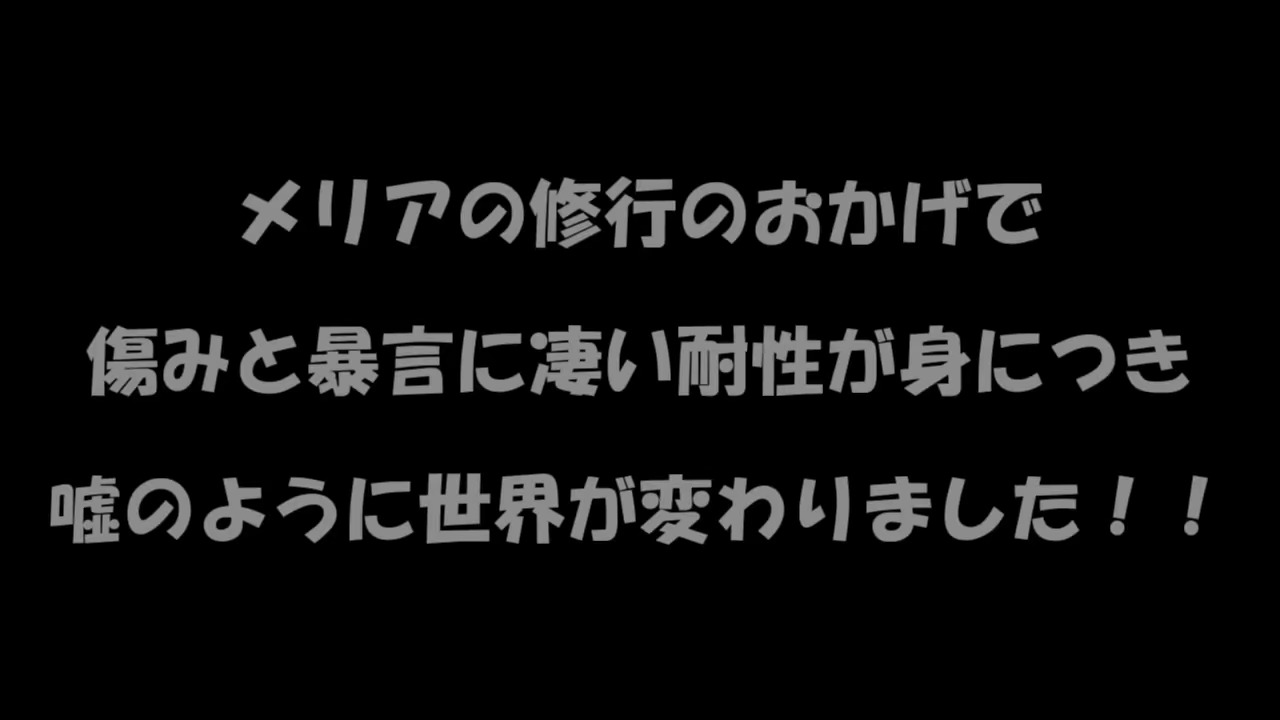 メリアの修行のおかげで
傷みと暴言に凄い耐性が身につき
嘘のように世界が変わりました！！